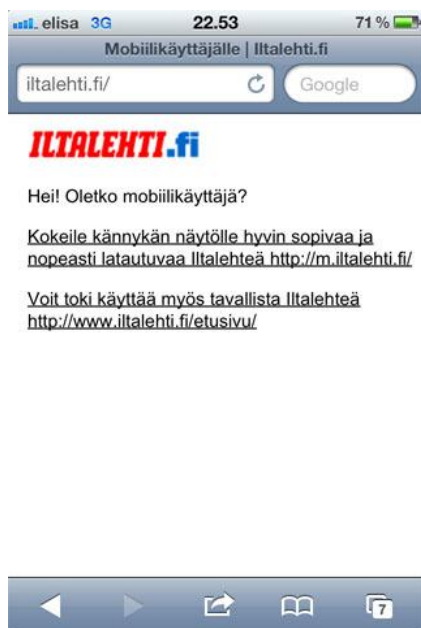 elisa 3G 22.53 71 %
Mobiilikäyttäjälle | Iltalehti.fi
iltalehti.fi/ Google
ILTALEHTI.fi
Hei! Oletko mobiilikäyttäjä?
Kokeile kännykän näytölle hyvin sopivaa ja
nopeasti latautuvaa Iltalehteä http://m.iltalehti.fi/
Voit toki käyttää myös tavallista Iltalehteä
http://www.iltalehti.fi/etusivu/
7